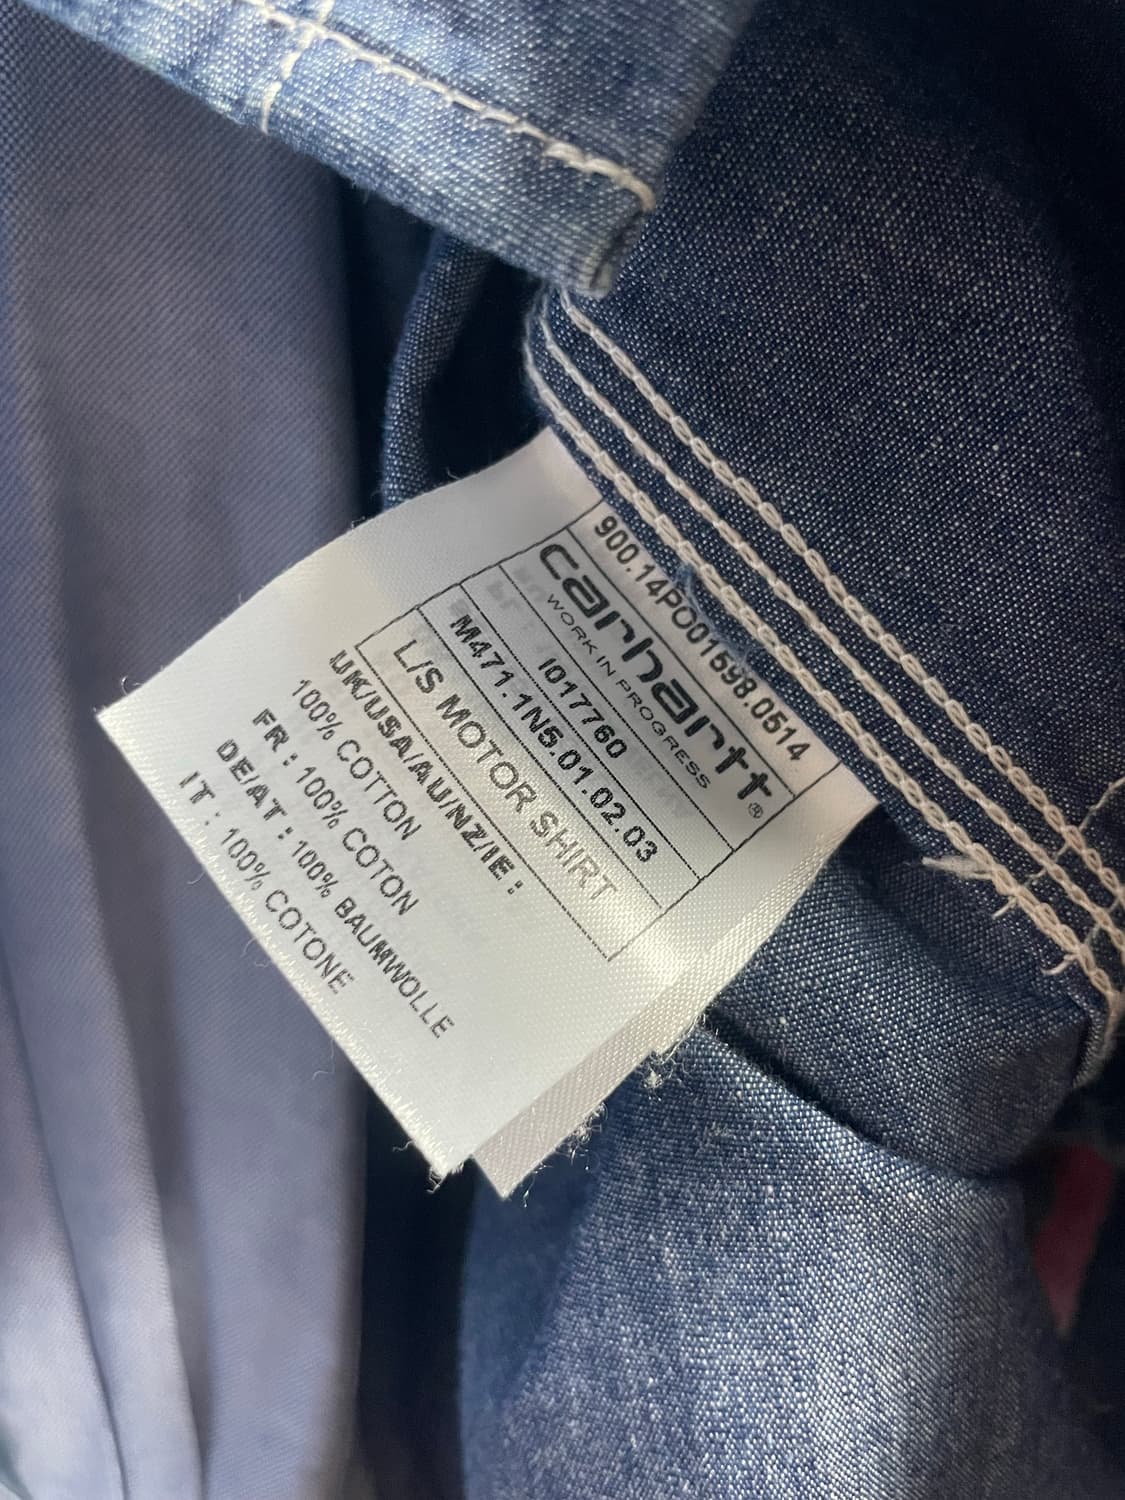 900.14PO01598.0514
carhartt®
WORK IN PROGRESS
I017760
M471.1N5.01.02.03
L/S MOTOR SHIRT
UK/USA/AU/NZ/IE :
100% COTTON
FR : 100% COTON
DE/AT : 100% BAUMWOLLE
IT : 100% COTONE